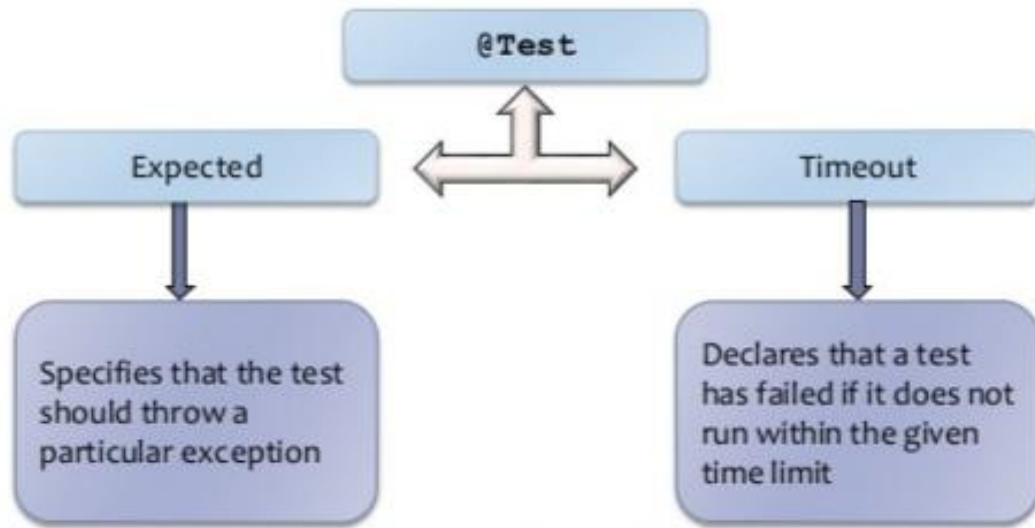 @Test
Expected
Timeout
Specifies that the test
should throw a
particular exception
Declares that a test
has failed if it does not
run within the given
time limit